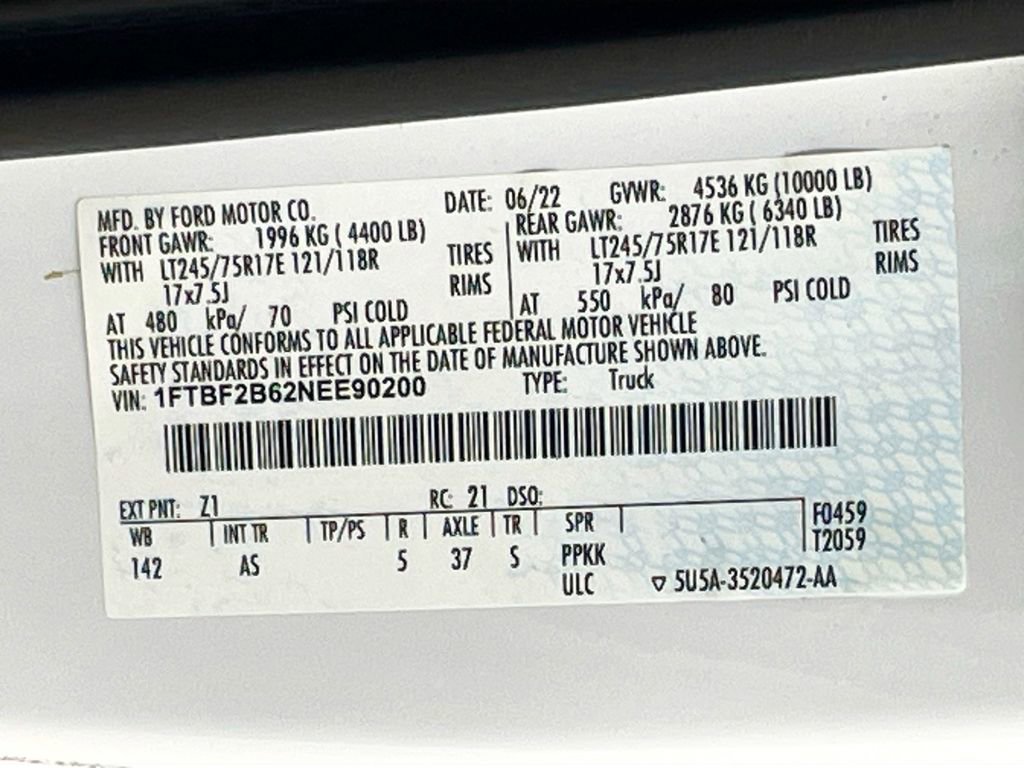 MFD. BY FORD MOTOR CO. DATE: 06/22 GVWR: 4536 KG (10000 LB)
FRONT GAWR: 1996 KG ( 4400 LB) REAR GAWR: 2876 KG ( 6340 LB)
WITH LT245/75R17E 121/118R TIRES WITH LT245/75R17E 121/118R TIRES
17x7.5J RIMS 17x7.5J RIMS
AT 480 kPa/ 70 PSI COLD AT 550 kPa/ 80 PSI COLD
THIS VEHICLE CONFORMS TO ALL APPLICABLE FEDERAL MOTOR VEHICLE
SAFETY STANDARDS IN EFFECT ON THE DATE OF MANUFACTURE SHOWN ABOVE.
VIN: 1FTBF2B62NEE90200 TYPE: Truck
EXT PNT: Z1 RC: 21 DSO:
WB INT TR TP/PS R AXLE TR SPR F0459
142 AS 5 37 S PPKK T2059
ULC ▽ 5U5A-3520472-AA